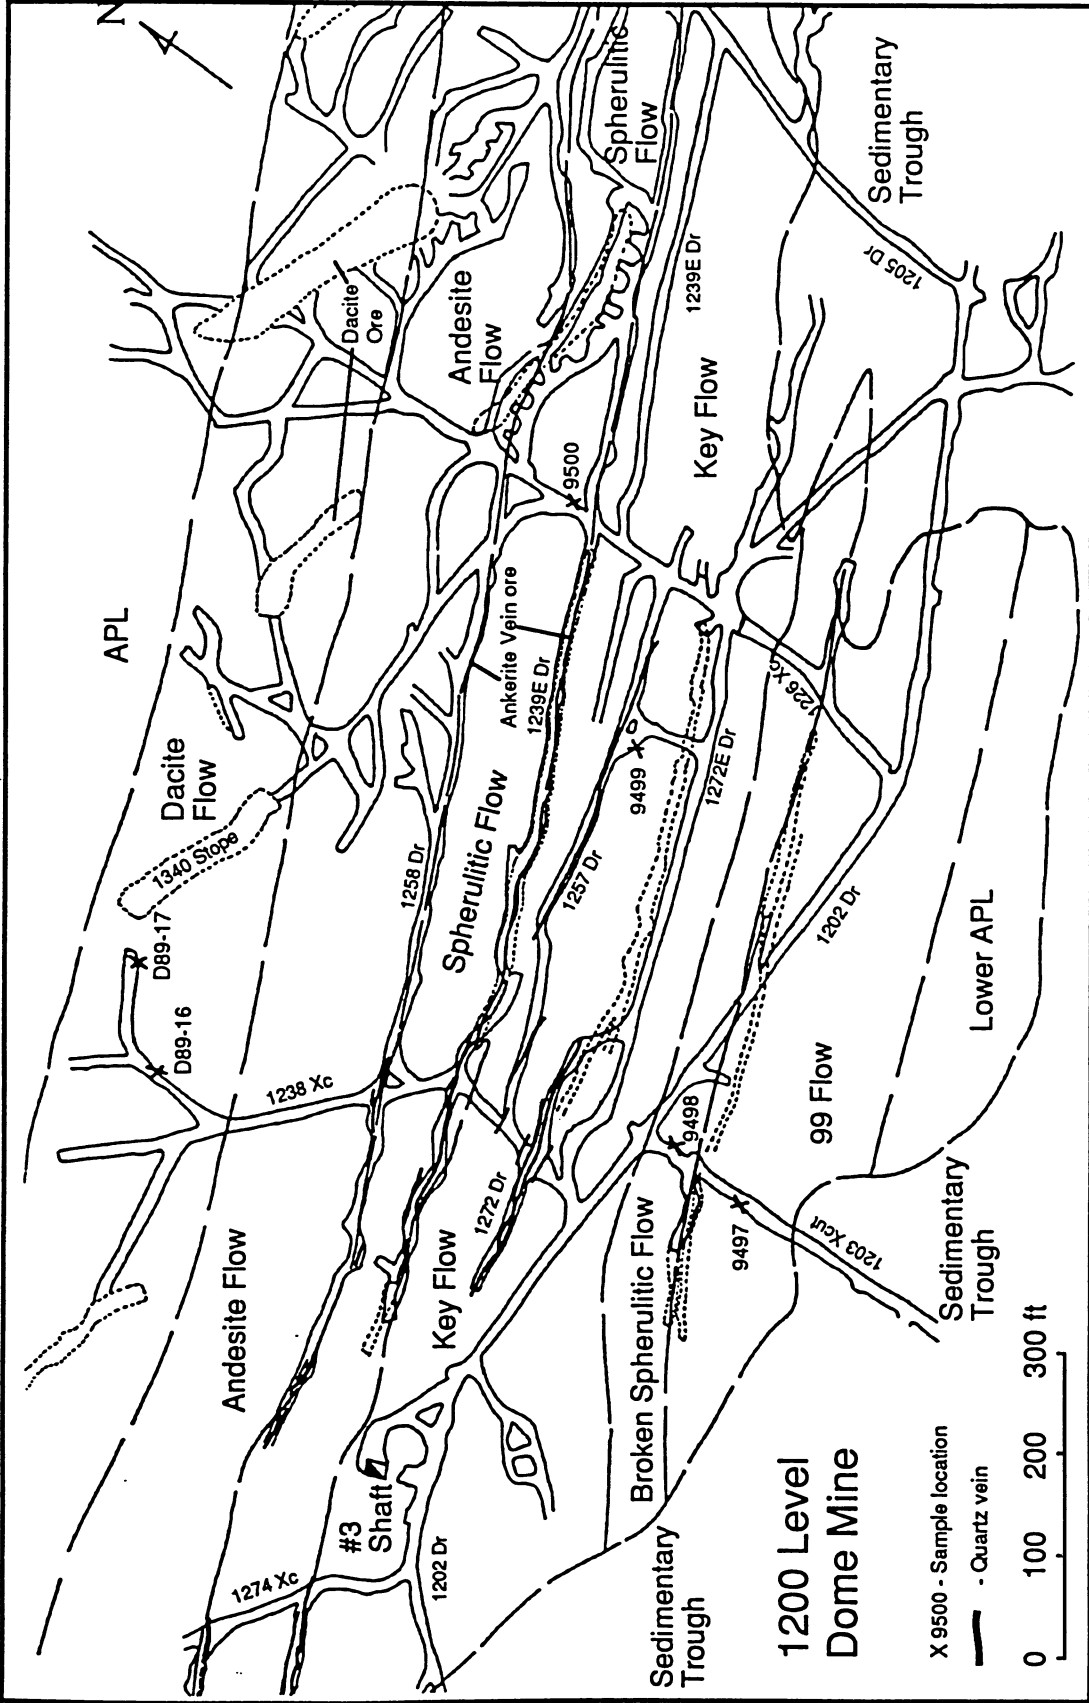 N
APL
Dacite
Flow
1340 Stope
D89-17
D89-16
1238 Xc
Andesite Flow
1274 Xc
#3
Shaft
1202 Dr
Dacite
Ore
Andesite
Flow
Spherulitic
Flow
1239E Dr
9500
Key Flow
Ankerite Vein ore
1239E Dr
1258 Dr
Spherulitic Flow
1257 Dr
9499
1272E Dr
1226 Xc
1205 Dr
Sedimentary
Trough
1272 Dr
Key Flow
1202 Dr
9498
9497
99 Flow
Lower APL
1203 Xcut
Broken Spherulitic Flow
Sedimentary
Trough
Sedimentary
Trough
1200 Level
Dome Mine
X 9500 - Sample location
- Quartz vein
0 100 200 300 ft